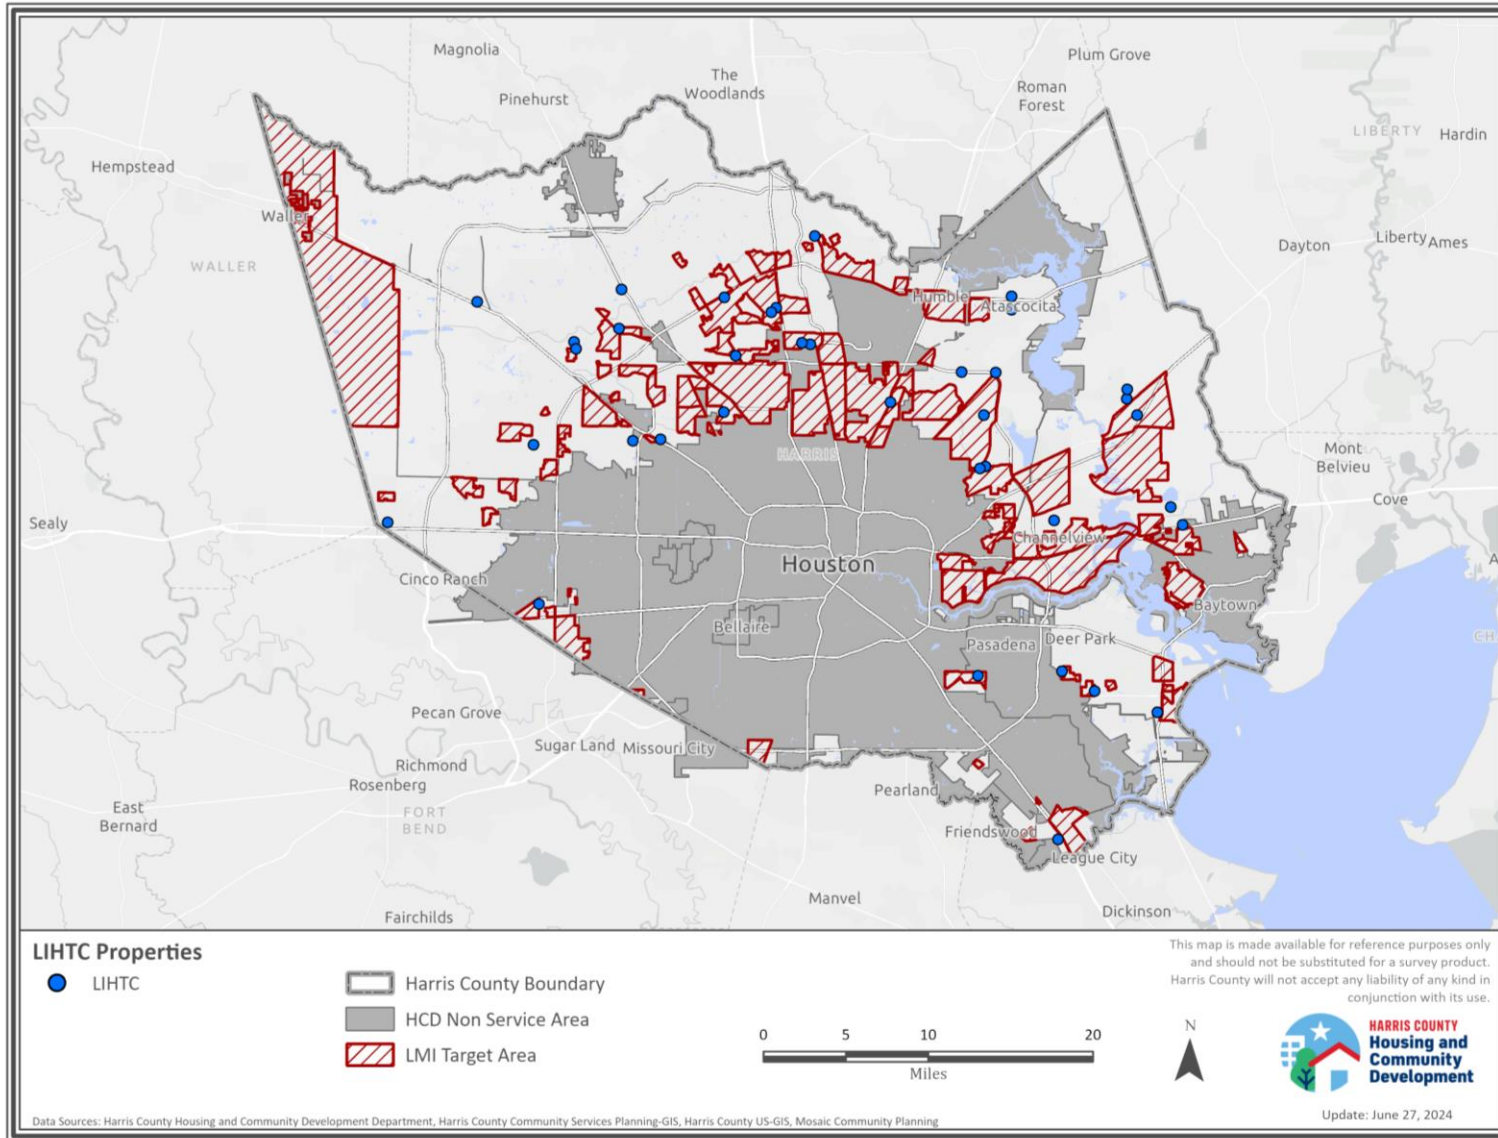 Magnolia
Plum Grove
The
Woodlands
Pinehurst
Roman
Forest
LIBERTY
Hardin
Hempstead
Waller
WALLER
Dayton
Liberty
Ames
Humble
Atascocita
HARRIS
Mont
Belvieu
Cove
Sealy
Channelview
Houston
Cinco Ranch
Baytown
Bellaire
Pasadena
Deer Park
CH
Pecan Grove
Sugar Land
Missouri City
Richmond
Rosenberg
Pearland
East
Bernard
FORT
BEND
Friendswood
League City
Manvel
Fairchilds
Dickinson
LIHTC Properties
LIHTC
Harris County Boundary
HCD Non Service Area
LMI Target Area
0 5 10 20
Miles
N
This map is made available for reference purposes only
and should not be substituted for a survey product.
Harris County will not accept any liability of any kind in
conjunction with its use.
HARRIS COUNTY
Housing and
Community
Development
Update: June 27, 2024
Data Sources: Harris County Housing and Community Development Department, Harris County Community Services Planning-GIS, Harris County US-GIS, Mosaic Community Planning